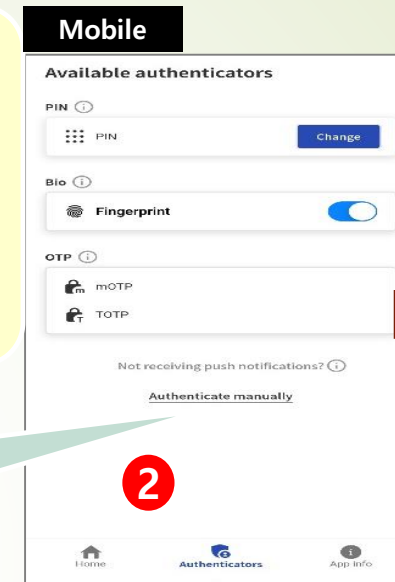 Mobile
Available authenticators
PIN
PIN
Change
Bio
Fingerprint
OTP
mOTP
TOTP
Not receiving push notifications?
Authenticate manually
2
Home
Authenticators
App info